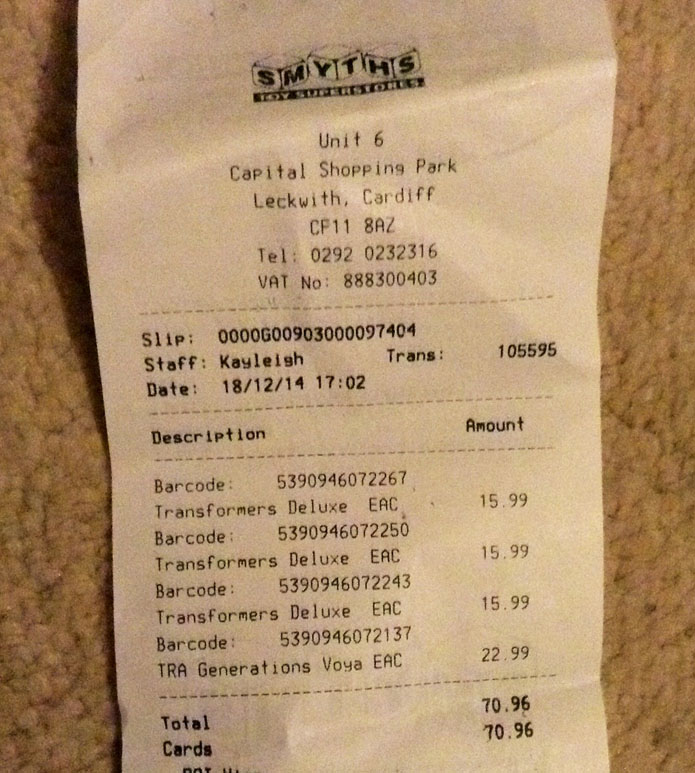 SMYTHS
TOY SUPERSTORES
Unit 6
Capital Shopping Park
Leckwith, Cardiff
CF11 8AZ
Tel: 0292 0232316
VAT No: 888300403
Slip: 0000G00903000097404
Staff: Kayleigh Trans: 105595
Date: 18/12/14 17:02
Description Amount
Barcode: 5390946072267
Transformers Deluxe EAC 15.99
Barcode: 5390946072250
Transformers Deluxe EAC 15.99
Barcode: 5390946072243
Transformers Deluxe EAC 15.99
Barcode: 5390946072137
TRA Generations Voya EAC 22.99
Total 70.96
Cards 70.96